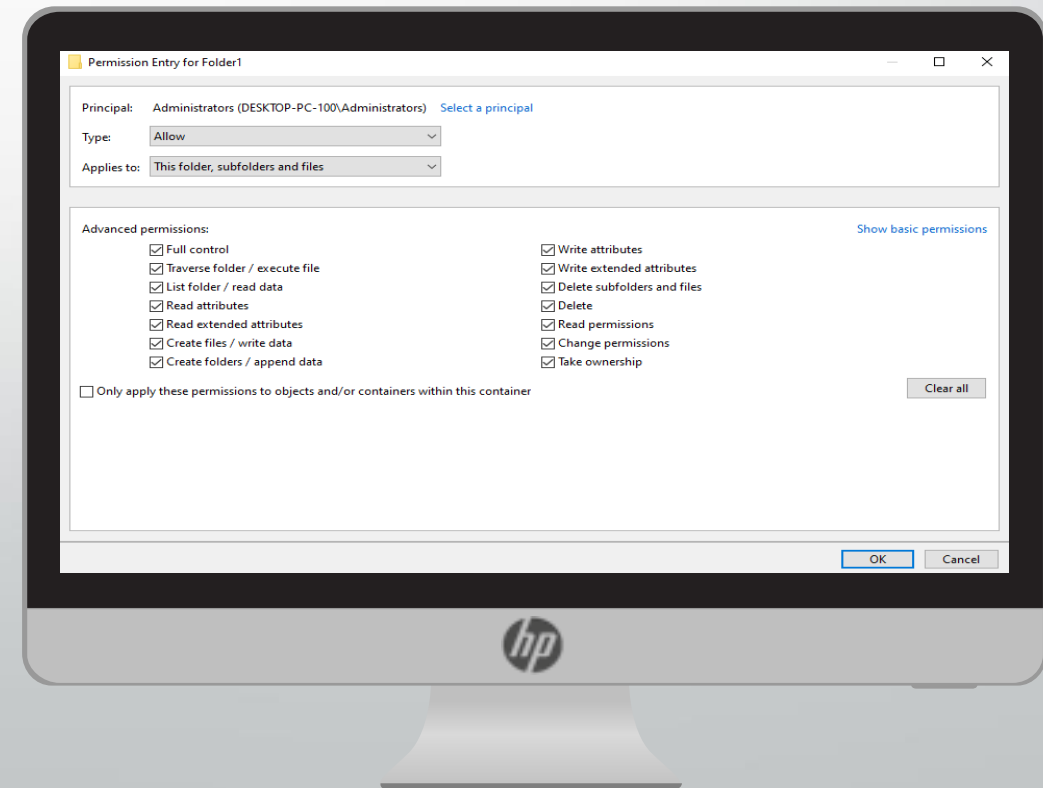 Permission Entry for Folder1
Principal: Administrators (DESKTOP-PC-100\Administrators) Select a principal
Type: Allow
Applies to: This folder, subfolders and files
Advanced permissions: Show basic permissions
Full control Write attributes
Traverse folder / execute file Write extended attributes
List folder / read data Delete subfolders and files
Read attributes Delete
Read extended attributes Read permissions
Create files / write data Change permissions
Create folders / append data Take ownership
Only apply these permissions to objects and/or containers within this container Clear all
OK Cancel
hp